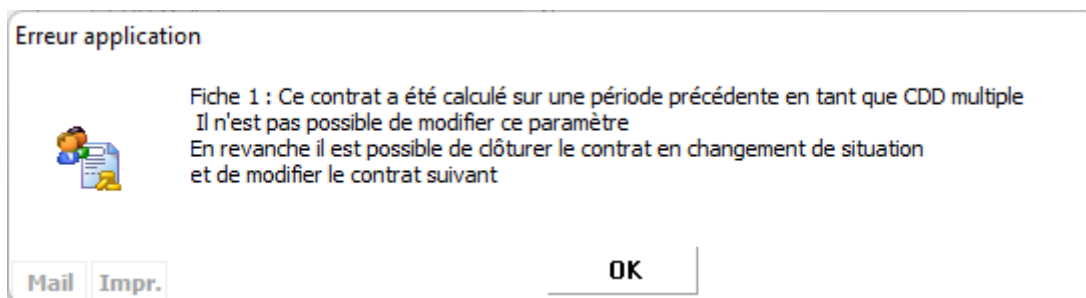 Erreur application
Fiche 1 : Ce contrat a été calculé sur une période précédente en tant que CDD multiple
Il n'est pas possible de modifier ce paramètre
En revanche il est possible de clôturer le contrat en changement de situation
et de modifier le contrat suivant
OK
Mail Impr.